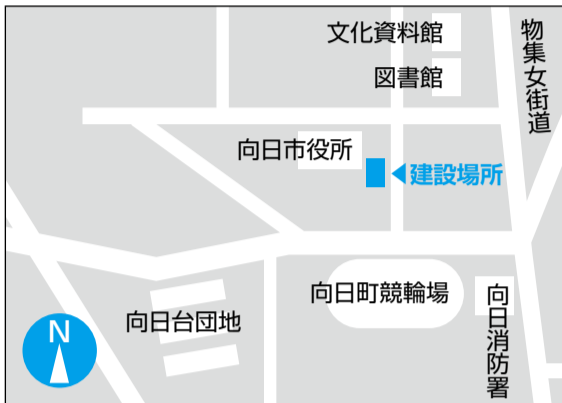 文化資料館
図書館
物集女街道
向日市役所
建設場所
向日町競輪場
向日台団地
向日消防署
N